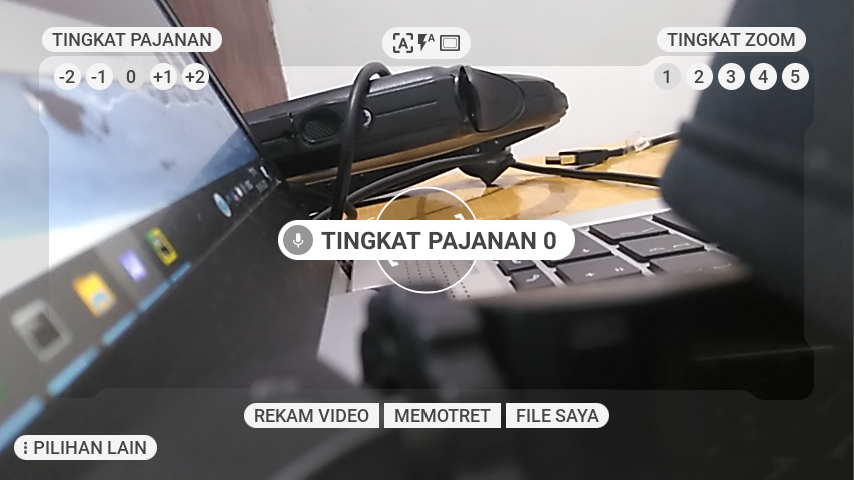 TINGKAT PAJANAN
TINGKAT ZOOM
-2 -1 0 +1 +2
1 2 3 4 5
TINGKAT PAJANAN 0
REKAM VIDEO
MEMOTRET
FILE SAYA
PILIHAN LAIN